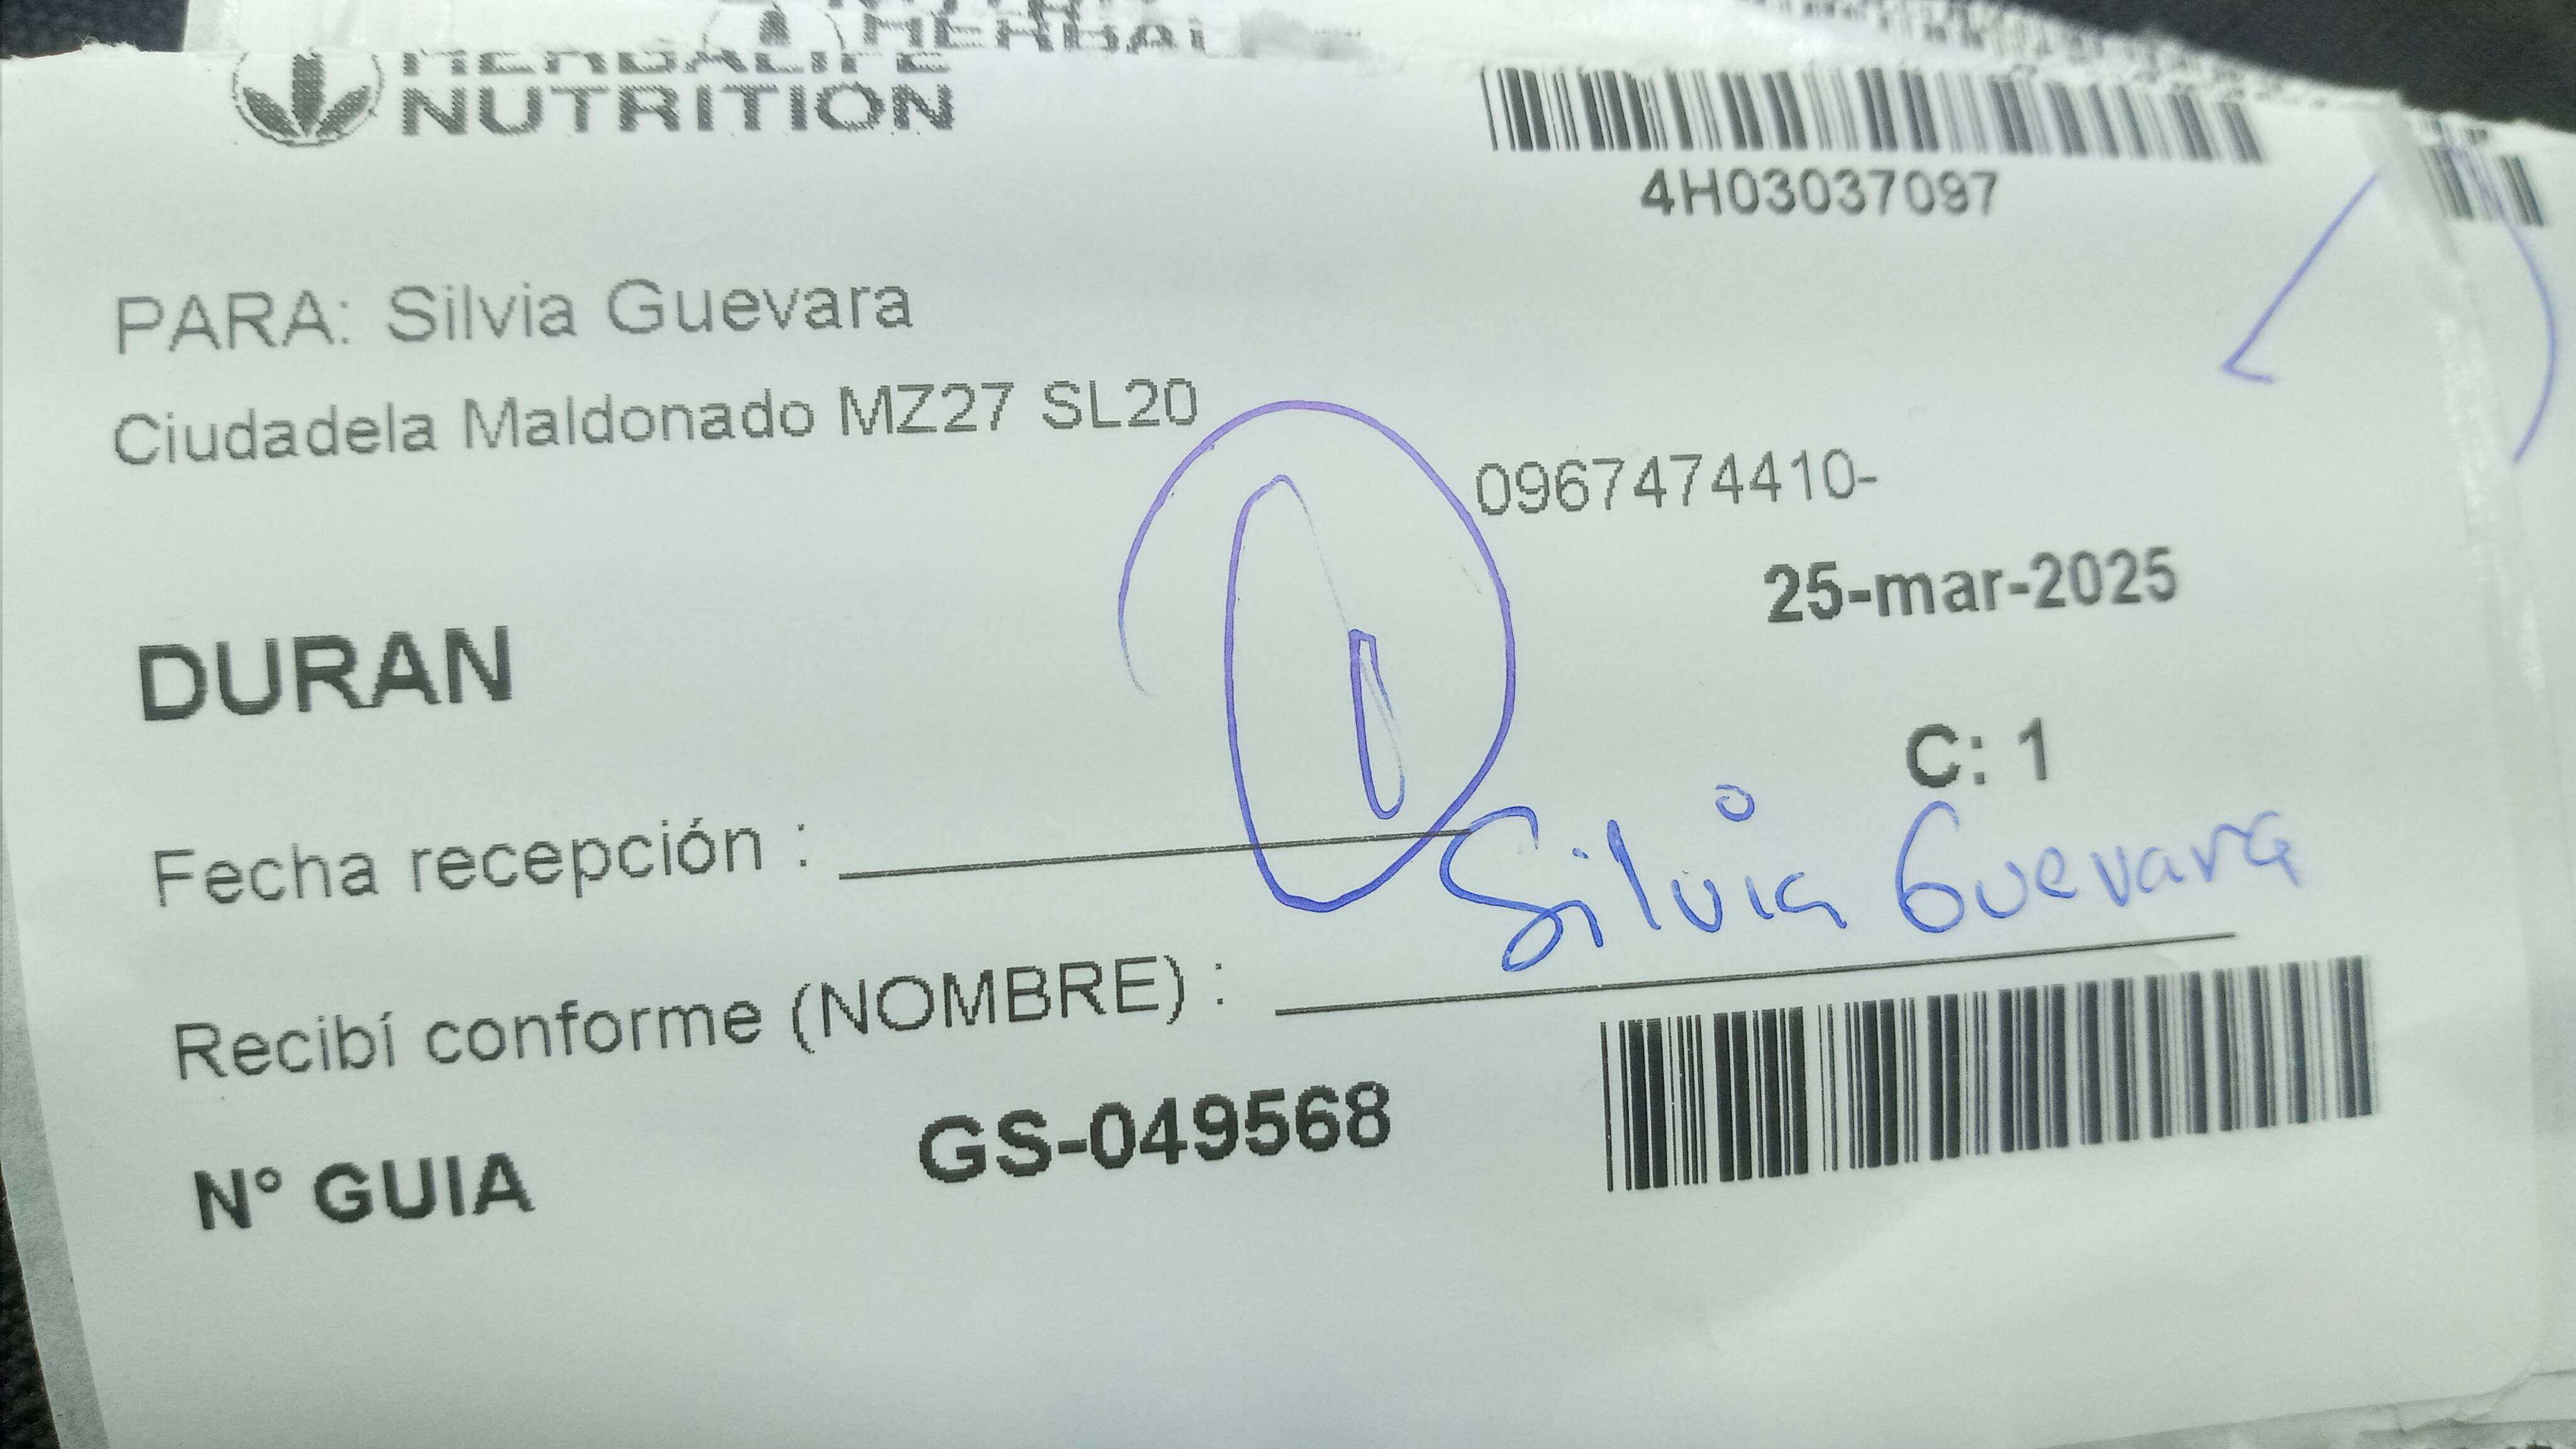 HERBALIFE
NUTRITION
4H03037097
PARA: Silvia Guevara
Ciudadela Maldonado MZ27 SL20
0967474410-
25-mar-2025
DURAN
C: 1
Fecha recepción :
Silvia Guevara
Recibí conforme (NOMBRE) :
N° GUIA GS-049568